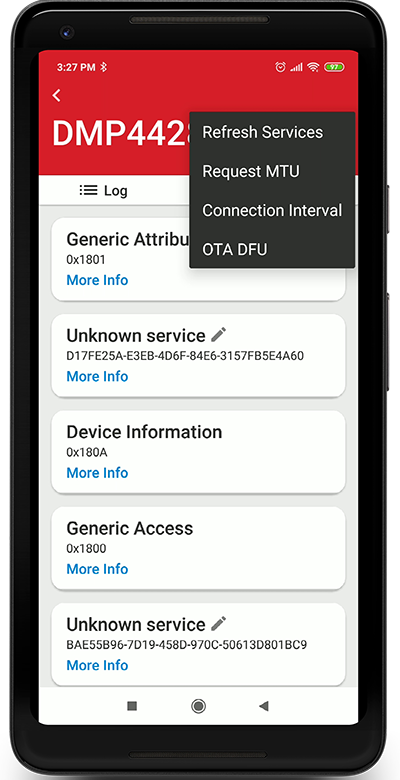 3:27 PM
97
DMP442
Refresh Services
Request MTU
Connection Interval
OTA DFU
Log
Generic Attribu
0x1801
More Info
Unknown service
D17FE25A-E3EB-4D6F-84E6-3157FB5E4A60
More Info
Device Information
0x180A
More Info
Generic Access
0x1800
More Info
Unknown service
BAE55B96-7D19-458D-970C-50613D801BC9
More Info